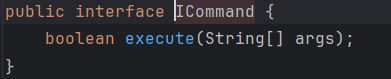 public interface ICommand {
    boolean execute(String[] args);
}